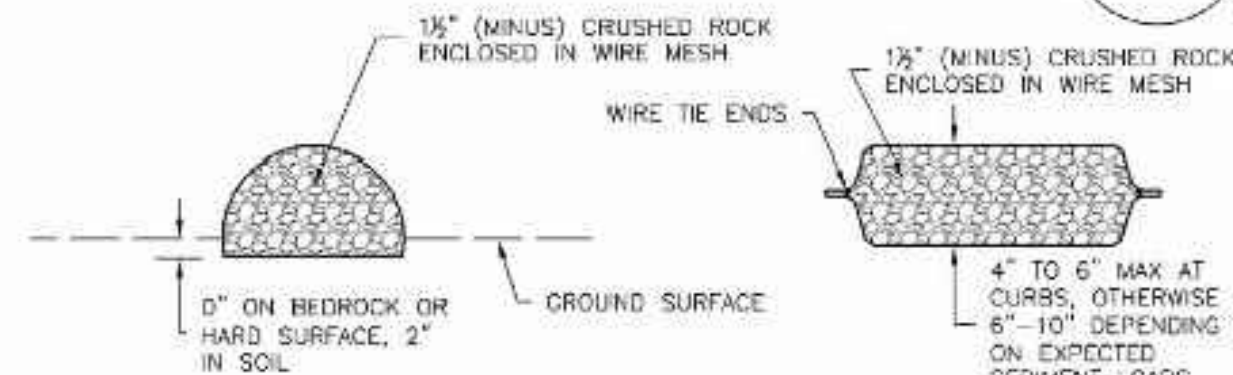 1½" (MINUS) CRUSHED ROCK
ENCLOSED IN WIRE MESH
0" ON BEDROCK OR
HARD SURFACE, 2"
IN SOIL
GROUND SURFACE
1½" (MINUS) CRUSHED ROCK
ENCLOSED IN WIRE MESH
WIRE TIE ENDS
4" TO 6" MAX AT
CURBS, OTHERWISE
6"-10" DEPENDING
ON EXPECTED
SEDIMENT LOADS